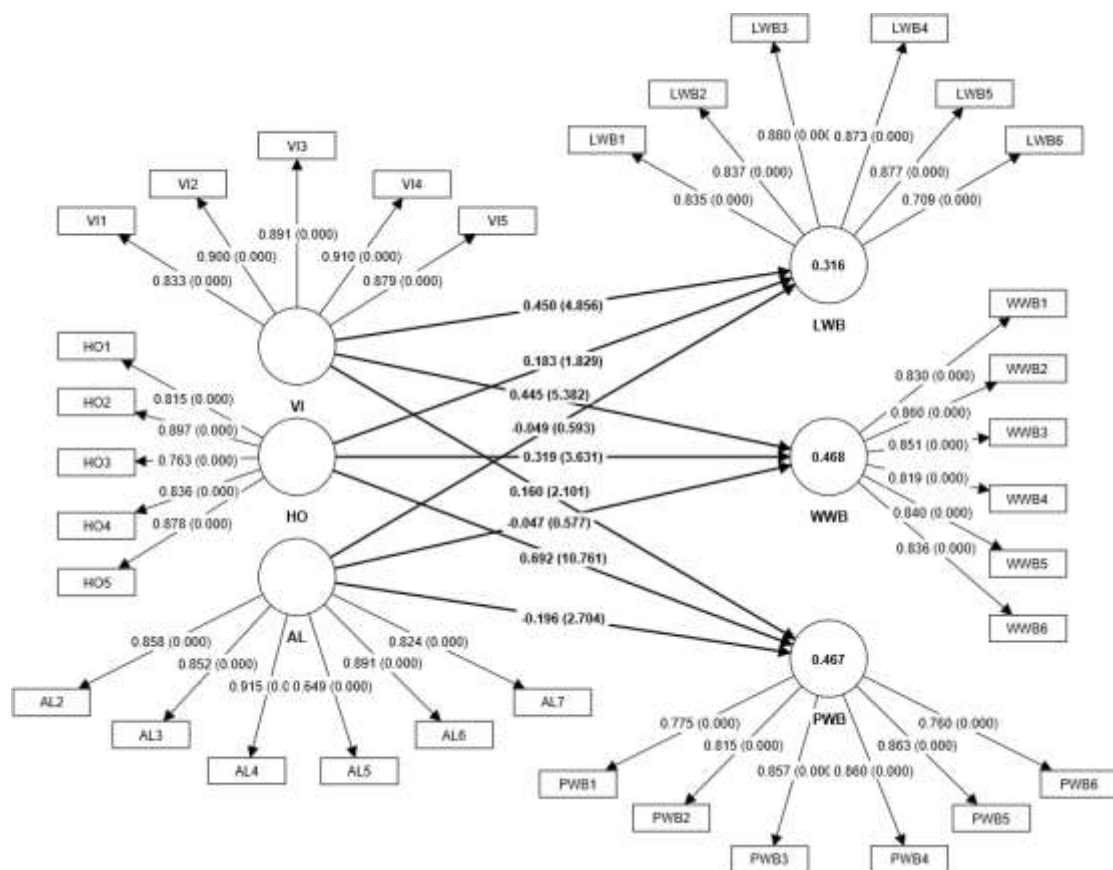 LWB3
LWB4
LWB2
LWB5
LWB1
LWB6
0.880 (0.000
0.873 (0.000)
0.837 (0.000)
0.877 (0.000)
0.835 (0.000)
0.709 (0.000)
0.316
LWB
VI3
VI2
VI4
VI1
VI5
0.891 (0.000)
0.900 (0.000)
0.910 (0.000)
0.833 (0.000)
0.879 (0.000)
VI
0.450 (4.856)
0.183 (1.829)
0.445 (5.382)
-0.049 (0.593)
0.319 (3.631)
0.160 (2.101)
-0.047 (0.577)
0.692 (10.761)
-0.196 (2.704)
HO1
HO2
HO3
HO4
HO5
0.815 (0.000)
0.897 (0.000)
0.763 (0.000)
0.836 (0.000)
0.878 (0.000)
HO
WWB1
WWB2
WWB3
WWB4
WWB5
WWB6
0.830 (0.000)
0.860 (0.000)
0.851 (0.000)
0.819 (0.000)
0.840 (0.000)
0.836 (0.000)
0.468
WWB
AL
0.858 (0.000)
0.852 (0.000)
0.915 (0.0
0.649 (0.000)
0.891 (0.000)
0.824 (0.000)
AL2
AL3
AL4
AL5
AL6
AL7
0.467
PWB
0.775 (0.000)
0.815 (0.000)
0.857 (0.000
0.860 (0.000)
0.863 (0.000)
0.760 (0.000)
PWB1
PWB2
PWB3
PWB4
PWB5
PWB6